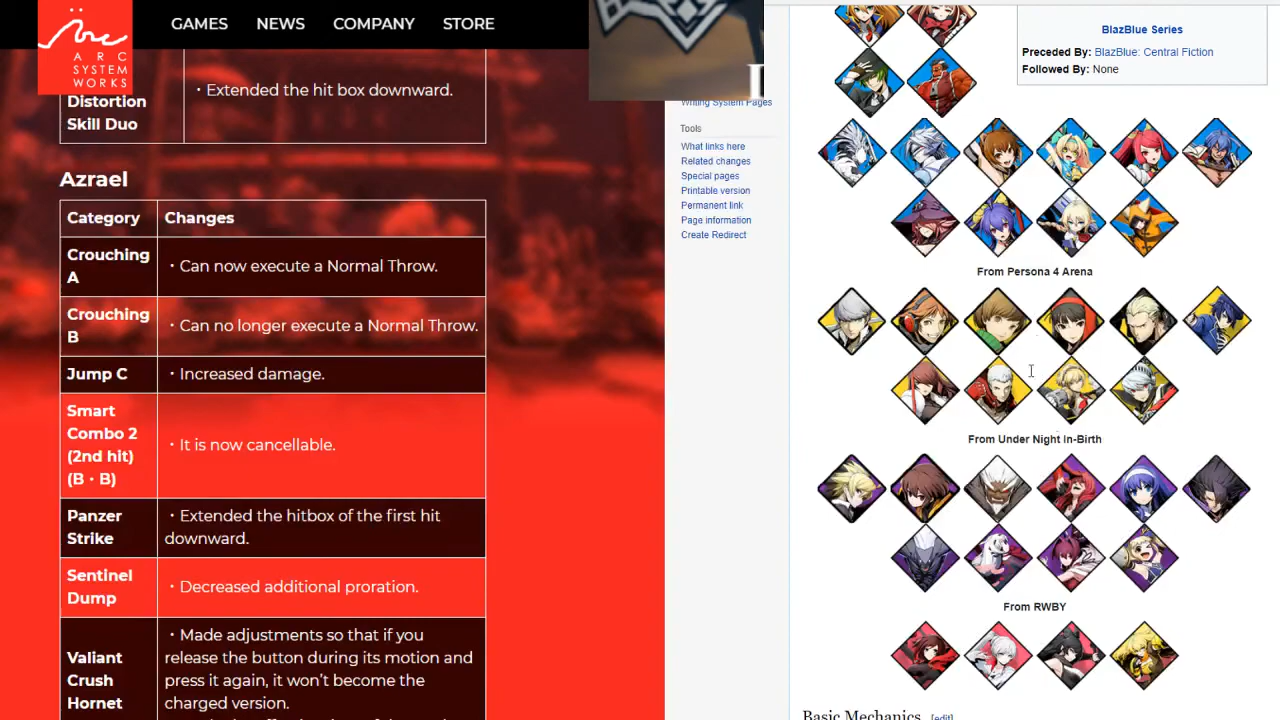 ARC
SYSTEM
WORKS
GAMES
NEWS
COMPANY
STORE
Distortion
Skill Duo
・Extended the hit box downward.
Azrael
Category
Changes
Crouching
A
・Can now execute a Normal Throw.
Crouching
B
・Can no longer execute a Normal Throw.
Jump C
・Increased damage.
Smart
Combo 2
(2nd hit)
(B・B)
・It is now cancellable.
Panzer
Strike
・Extended the hitbox of the first hit
downward.
Sentinel
Dump
・Decreased additional proration.
Valiant
Crush
Hornet
・Made adjustments so that if you
release the button during its motion and
press it again, it won't become the
charged version.
Writing System Pages
Tools
What links here
Related changes
Special pages
Printable version
Permanent link
Page information
Create Redirect
BlazBlue Series
Preceded By: BlazBlue: Central Fiction
Followed By: None
From Persona 4 Arena
From Under Night In-Birth
From RWBY
Basic Mechanics [edit]